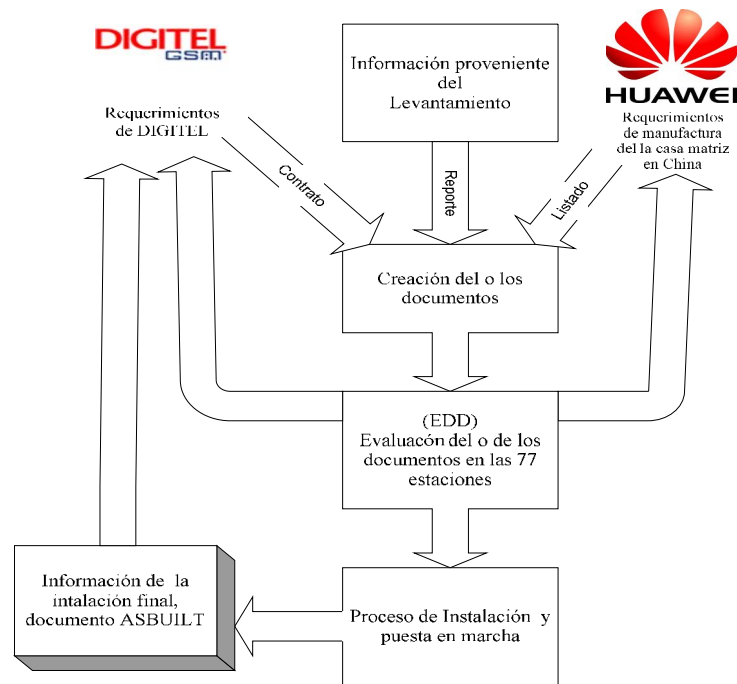 DIGITEL
GSM
Requerimientos
de DIGITEL
Información proveniente
del
Levantamiento
HUAWEI
Requerimientos
de manufactura
del la casa matriz
en China
Contrato
Reporte
Listado
Creación del o los
documentos
(EDD)
Evaluacón del o de los
documentos en las 77
estaciones
Información de la
intalación final,
documento ASBUILT
Proceso de Instalación y
puesta en marcha